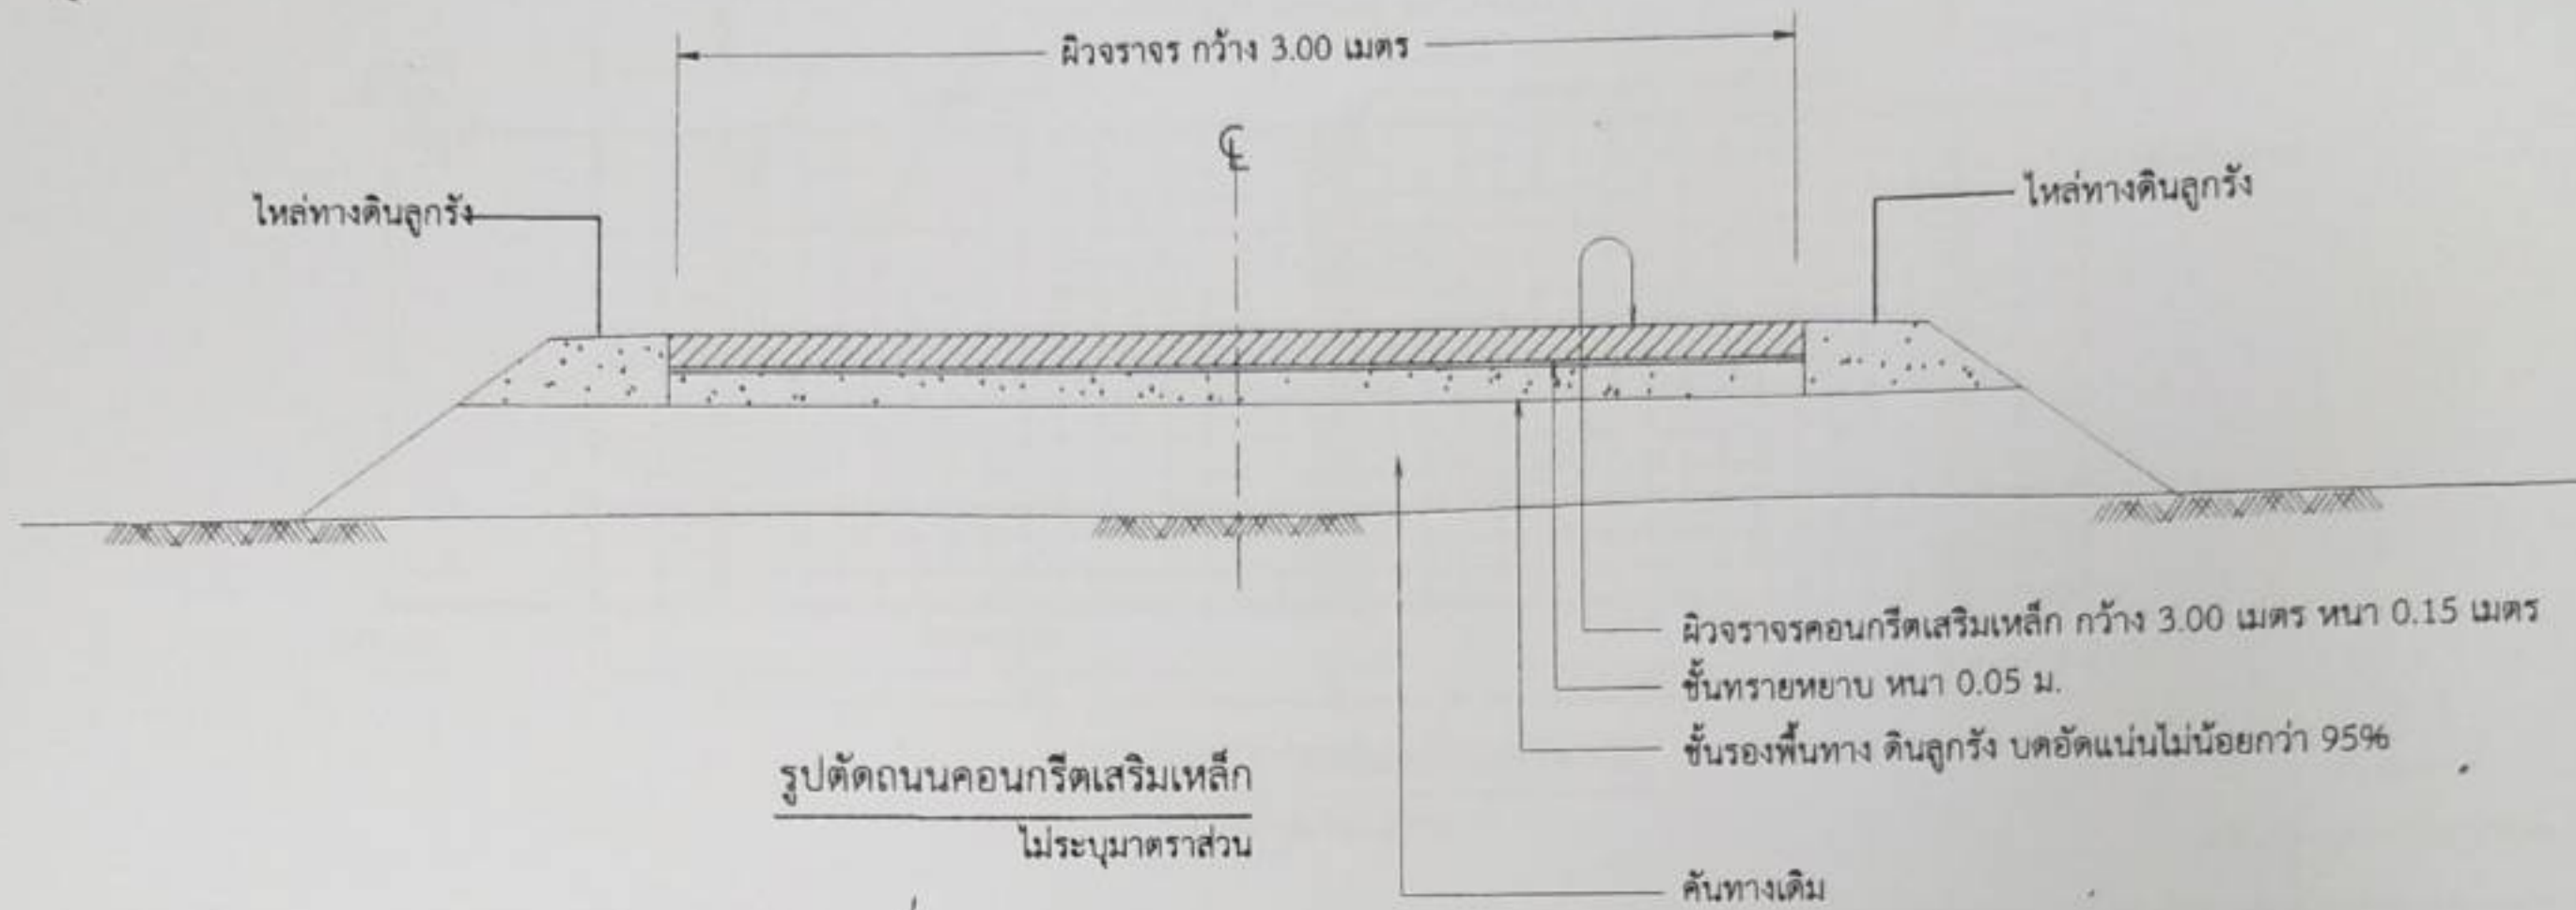 ผิวจราจร กว้าง 3.00 เมตร
℄
ไหล่ทางดินลูกรัง
ไหล่ทางดินลูกรัง
ผิวจราจรคอนกรีตเสริมเหล็ก กว้าง 3.00 เมตร หนา 0.15 เมตร
ชั้นทรายหยาบ หนา 0.05 ม.
ชั้นรองพื้นทาง ดินลูกรัง บดอัดแน่นไม่น้อยกว่า 95%
รูปตัดถนนคอนกรีตเสริมเหล็ก
ไม่ระบุมาตราส่วน
คันทางเดิม